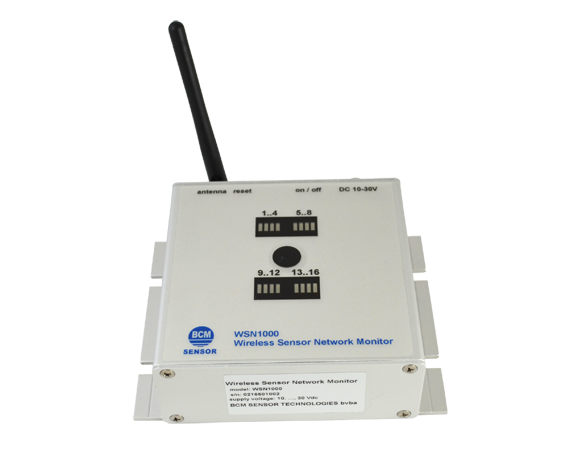 antenna reset on / off DC 10-30V
1..4 5..8
9..12 13..16
BCM
SENSOR
WSN1000
Wireless Sensor Network Monitor
Wireless Sensor Network Monitor
model: WSN1000
s/n: 0216601002
supply voltage: 10, ..., 30 Vdc
BCM SENSOR TECHNOLOGIES bvba